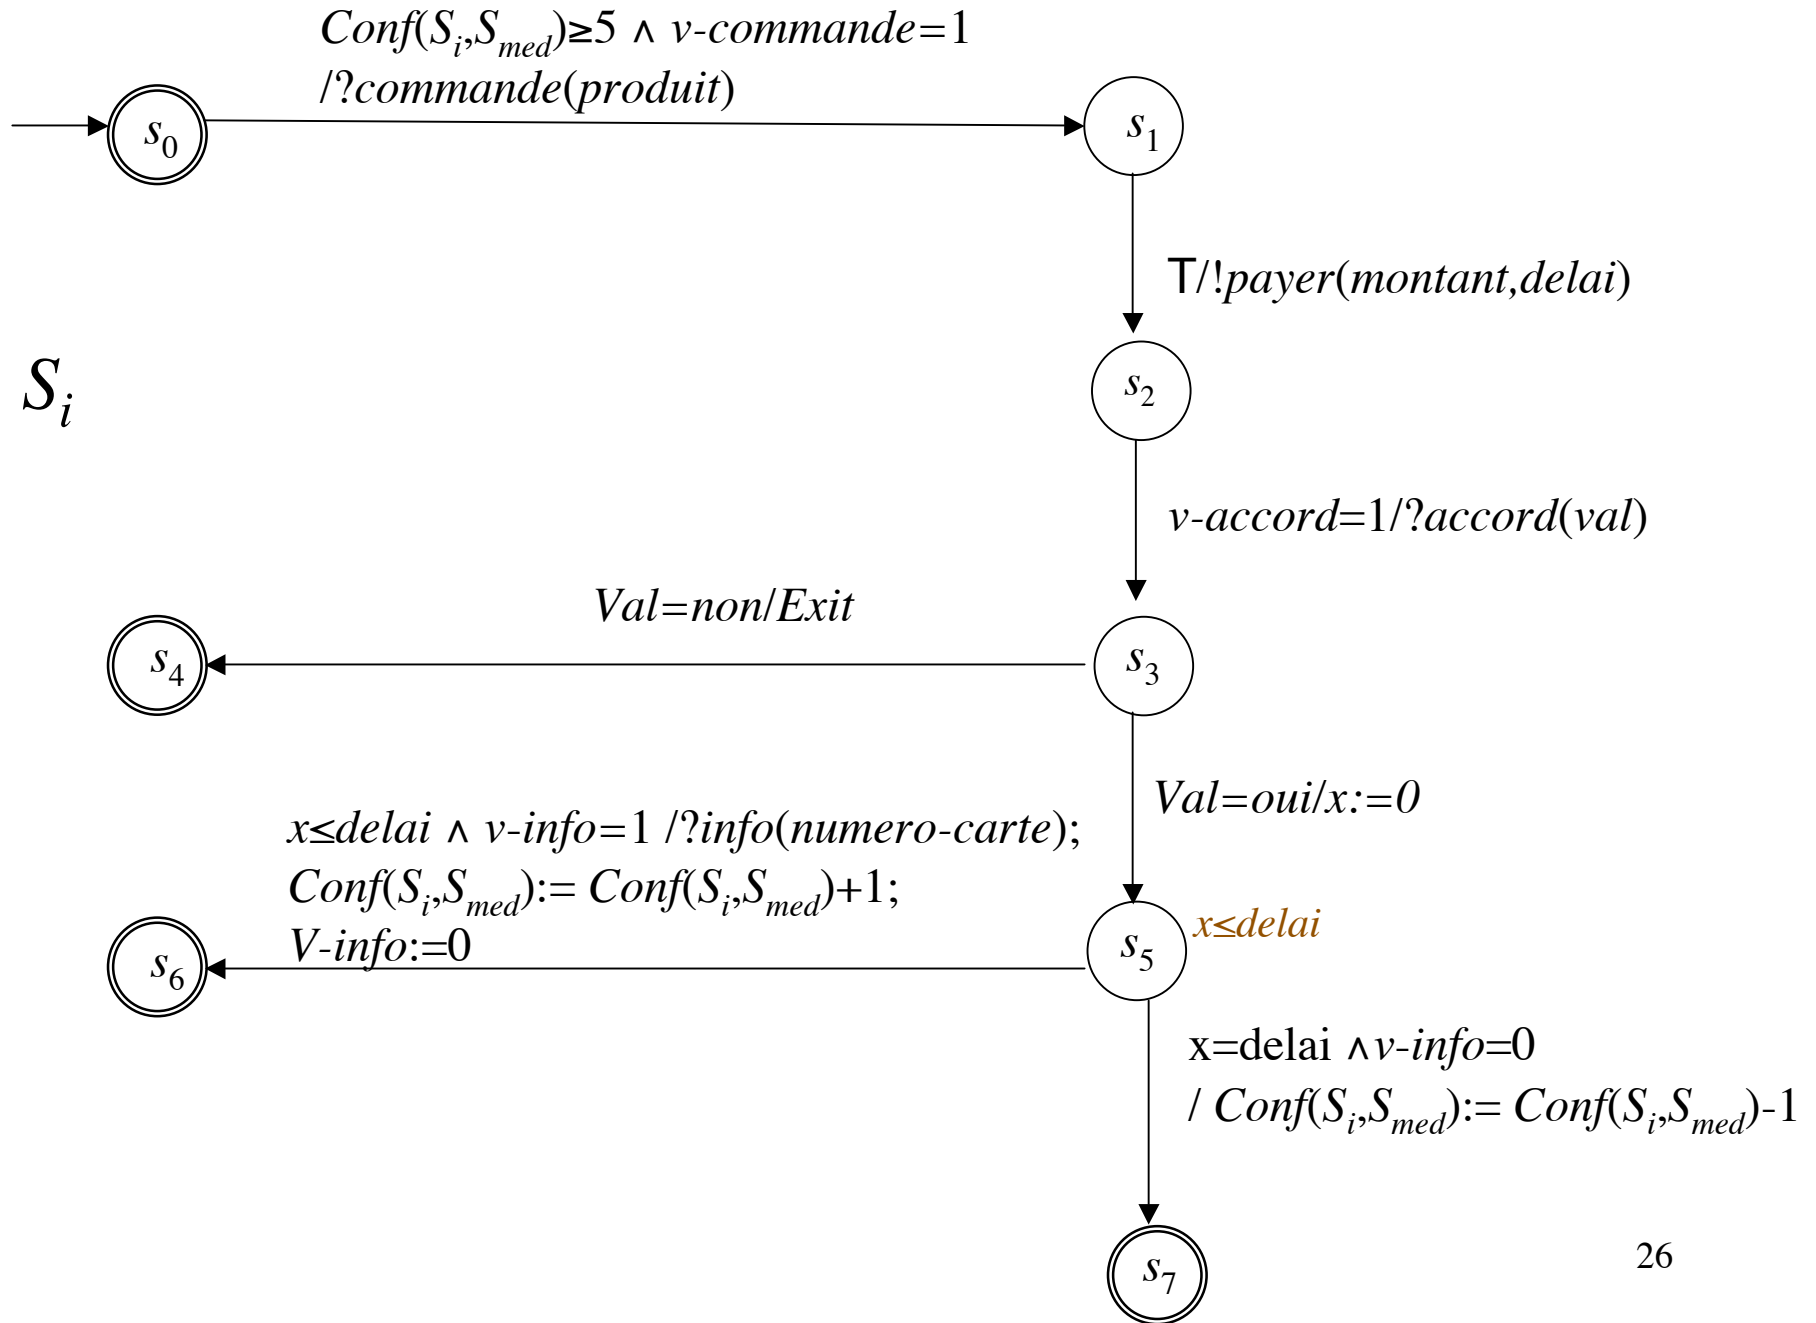 Conf(Si,Smed)≥5 ∧ v-commande=1
/?commande(produit)
s0
s1
T/!payer(montant,delai)
Si
s2
v-accord=1/?accord(val)
Val=non/Exit
s4
s3
Val=oui/x:=0
x≤delai ∧ v-info=1 /?info(numero-carte);
Conf(Si,Smed):= Conf(Si,Smed)+1;
V-info:=0
s6
s5
x≤delai
x=delai ∧v-info=0
/ Conf(Si,Smed):= Conf(Si,Smed)-1
s7
26